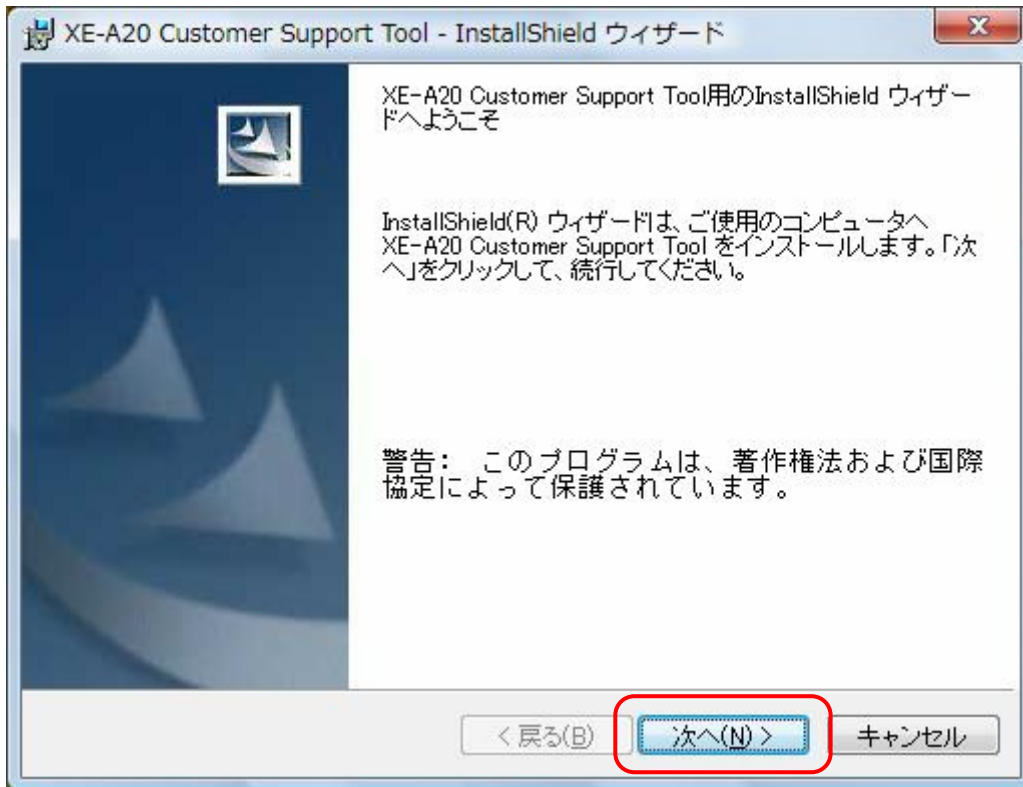 XE-A20 Customer Support Tool - InstallShield ウィザード
XE-A20 Customer Support Tool用のInstallShield ウィザー
ドへようこそ
InstallShield(R) ウィザードは、ご使用のコンピュータへ
XE-A20 Customer Support Tool をインストールします。「次
へ」をクリックして、続行してください。
警告： このプログラムは、著作権法および国際
協定によって保護されています。
< 戻る(B) 次へ(N) > キャンセル